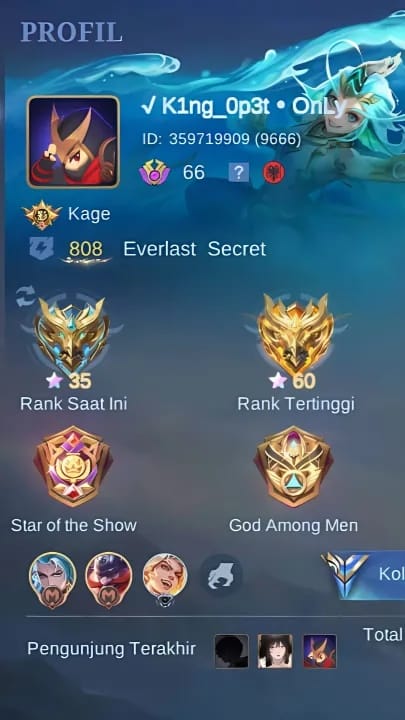 PROFIL
√ K1ng_0p3t • OnLy
ID: 359719909 (9666)
66 ?
Kage
808 Everlast Secret
35 60
Rank Saat Ini Rank Tertinggi
Star of the Show God Among Men
M M
Kol
Pengunjung Terakhir Total